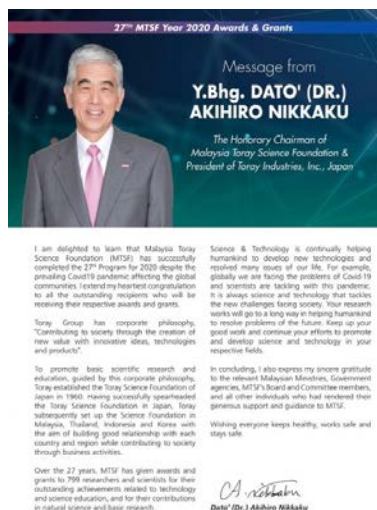 27TH MTSF Year 2020 Awards & Grants
Message from
Y.Bhg. DATO' (DR.)
AKIHIRO NIKKAKU
The Honorary Chairman of
Malaysia Toray Science Foundation &
President of Toray Industries, Inc., Japan
I am delighted to learn that Malaysia Toray
Science Foundation (MTSF) has successfully
completed the 27th Program for 2020 despite the
prevailing Covid19 pandemic affecting the global
communities. I extend my heartiest congratulation
to all the outstanding recipients who will be
receiving their respective awards and grants.
Toray Group has corporate philosophy,
"Contributing to society through the creation of
new value with innovative ideas, technologies
and products".
To promote basic scientific research and
education, guided by this corporate philosophy,
Toray established the Toray Science Foundation of
Japan in 1960. Having successfully spearheaded
the Toray Science Foundation in Japan, Toray
subsequently set up the Science Foundation in
Malaysia, Thailand, Indonesia and Korea with
the aim of building good relationship with each
country and region while contributing to society
through business activities.
Over the 27 years, MTSF has given awards and
grants to 799 researchers and scientists for their
outstanding achievements related to technology
and science education, and for their contributions
in natural science and basic research.
Science & Technology is continually helping
humankind to develop new technologies and
resolved many issues of our life. For example,
globally we are facing the problems of Covid-19
and scientists are tackling with this pandemic.
It is always science and technology that tackles
the new challenges facing society. Your research
works will go to a long way in helping humankind
to resolve problems of the future. Keep up your
good work and continue your efforts to promote
and develop science and technology in your
respective fields.
In concluding, I also express my sincere gratitude
to the relevant Malaysian Ministries, Government
agencies, MTSF's Board and Committee members,
and all other individuals who had rendered their
generous support and guidance to MTSF.
Wishing everyone keeps healthy, works safe and
stays safe.
Dato' (Dr.) Akihiro Nikkaku